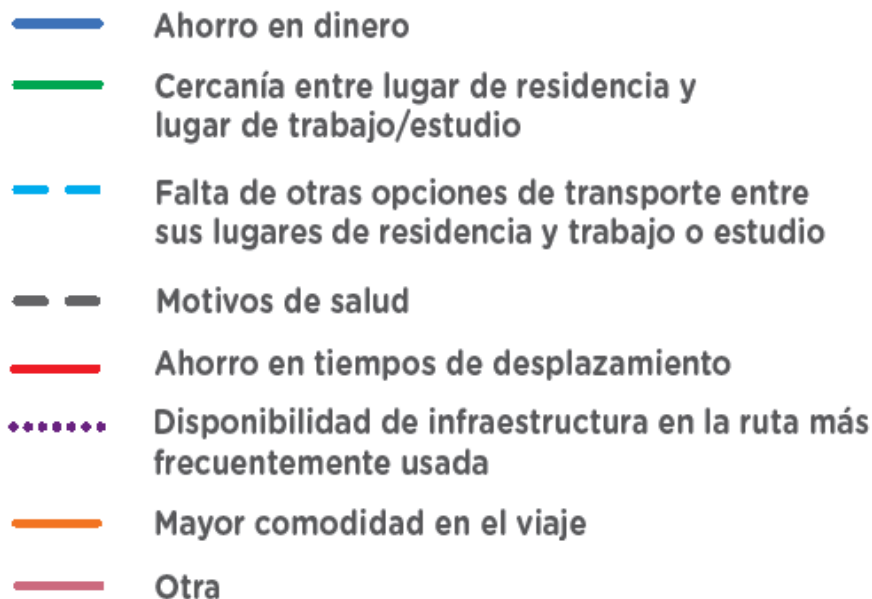 Ahorro en dinero
Cercanía entre lugar de residencia y
lugar de trabajo/estudio
Falta de otras opciones de transporte entre
sus lugares de residencia y trabajo o estudio
Motivos de salud
Ahorro en tiempos de desplazamiento
Disponibilidad de infraestructura en la ruta más
frecuentemente usada
Mayor comodidad en el viaje
Otra